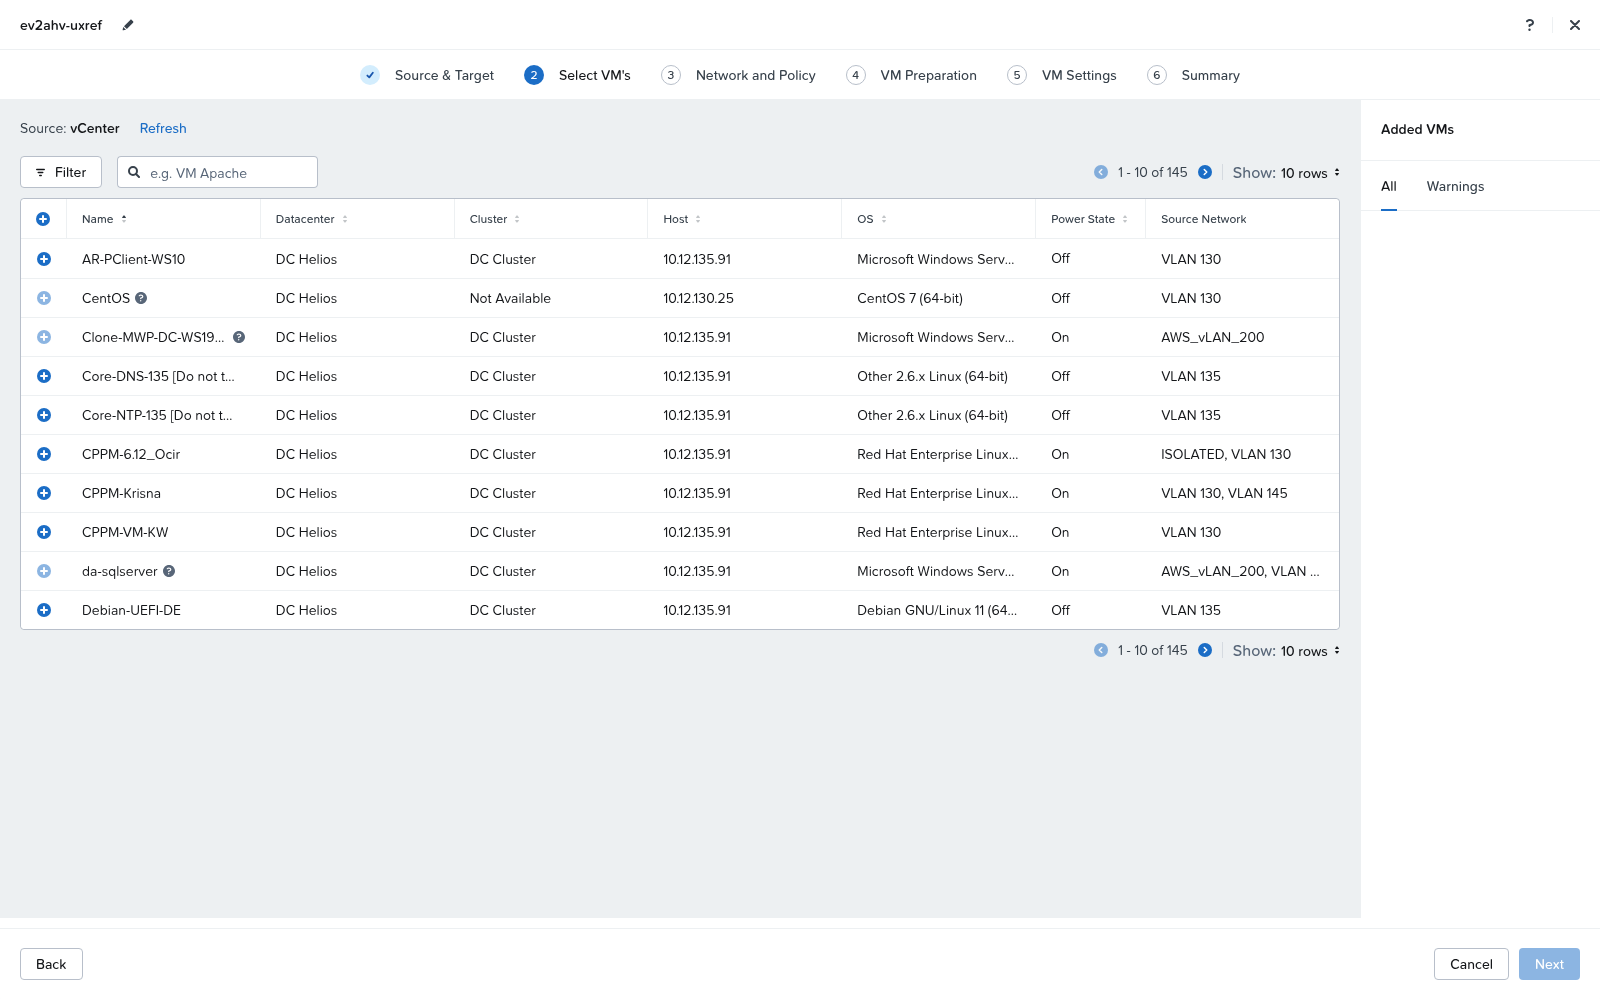 ev2ahv-uxref
?
Source & Target
2 Select VM's
3 Network and Policy
4 VM Preparation
5 VM Settings
6 Summary
Source: vCenter Refresh
Filter
e.g. VM Apache
1 - 10 of 145
Show: 10 rows
Name Datacenter Cluster Host OS Power State Source Network
AR-PClient-WS10 DC Helios DC Cluster 10.12.135.91 Microsoft Windows Serv... Off VLAN 130
CentOS ? DC Helios Not Available 10.12.130.25 CentOS 7 (64-bit) Off VLAN 130
Clone-MWP-DC-WS19... ? DC Helios DC Cluster 10.12.135.91 Microsoft Windows Serv... On AWS_vLAN_200
Core-DNS-135 [Do not t... DC Helios DC Cluster 10.12.135.91 Other 2.6.x Linux (64-bit) Off VLAN 135
Core-NTP-135 [Do not t... DC Helios DC Cluster 10.12.135.91 Other 2.6.x Linux (64-bit) Off VLAN 135
CPPM-6.12_Ocir DC Helios DC Cluster 10.12.135.91 Red Hat Enterprise Linux... On ISOLATED, VLAN 130
CPPM-Krisna DC Helios DC Cluster 10.12.135.91 Red Hat Enterprise Linux... On VLAN 130, VLAN 145
CPPM-VM-KW DC Helios DC Cluster 10.12.135.91 Red Hat Enterprise Linux... On VLAN 130
da-sqlserver ? DC Helios DC Cluster 10.12.135.91 Microsoft Windows Serv... On AWS_vLAN_200, VLAN ...
Debian-UEFI-DE DC Helios DC Cluster 10.12.135.91 Debian GNU/Linux 11 (64... Off VLAN 135
1 - 10 of 145
Show: 10 rows
Added VMs
All Warnings
Back
Cancel
Next